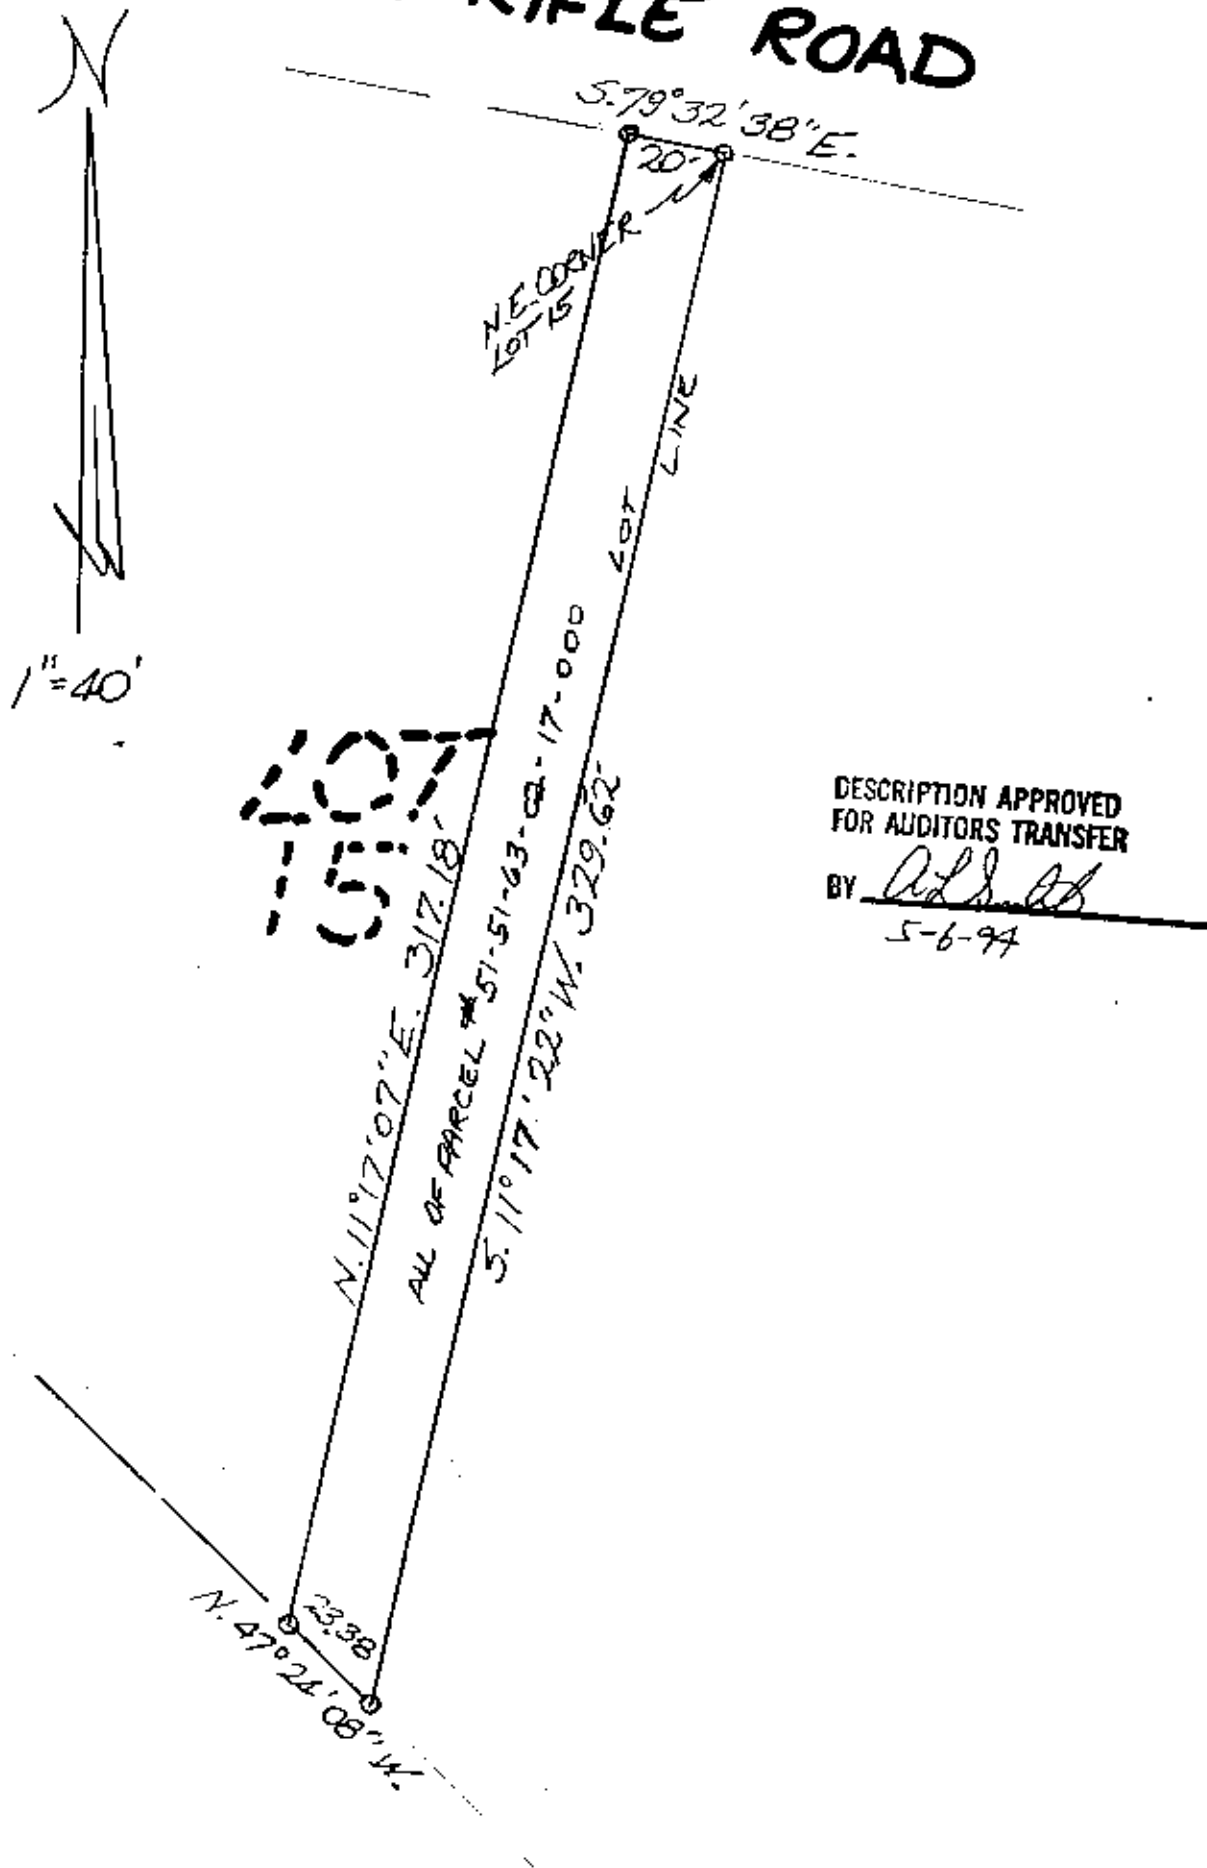 RIFLE ROAD
N
S. 79° 32' 38" E.
20'
N.E. CORNER
LOT 15
LOT LINE
1"=40'
LOT
15
N. 11° 17' 07" E. 317.18'
ALL OF PARCEL # 51-51-63-02-17-000
S. 11° 17' 22" W. 329.62'
DESCRIPTION APPROVED
FOR AUDITORS TRANSFER
BY
5-6-94
23.38
N. 47° 24' 08" W.